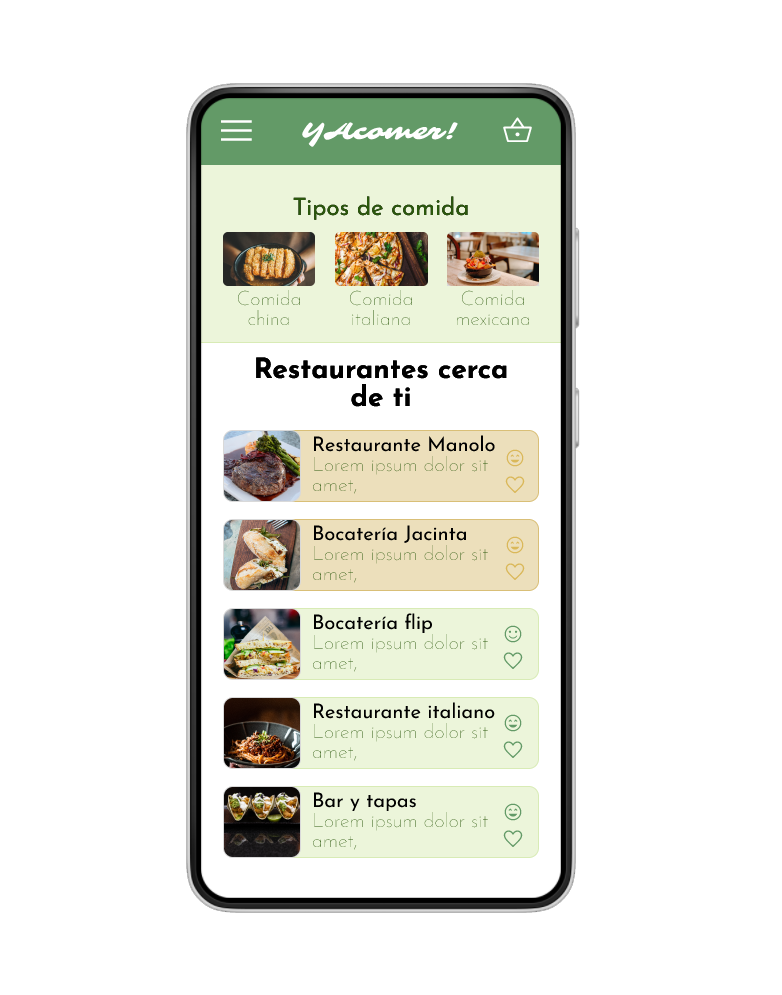 YAcomer!
Tipos de comida
Comida
china
Comida
italiana
Comida
mexicana
Restaurantes cerca
de ti
Restaurante Manolo
Lorem ipsum dolor sit
amet,
Bocatería Jacinta
Lorem ipsum dolor sit
amet,
Bocatería flip
Lorem ipsum dolor sit
amet,
Restaurante italiano
Lorem ipsum dolor sit
amet,
Bar y tapas
Lorem ipsum dolor sit
amet,